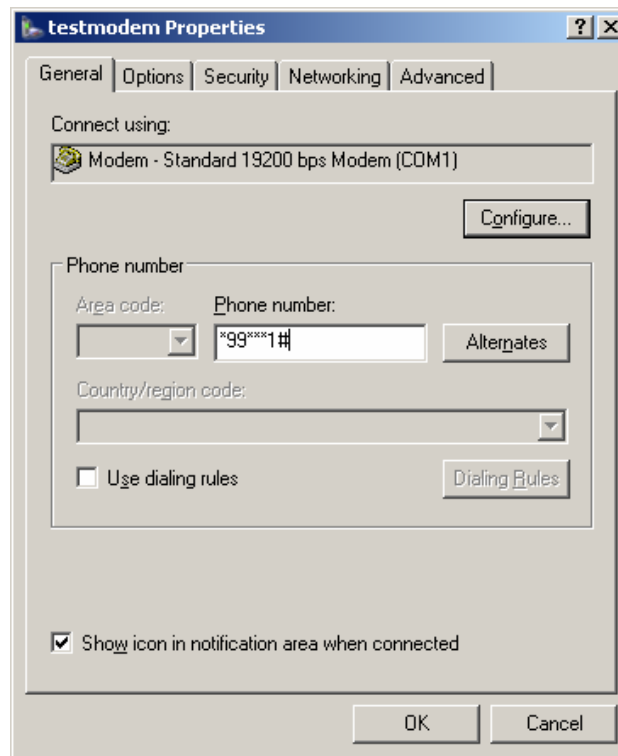 testmodem Properties
General Options Security Networking Advanced
Connect using:
Modem - Standard 19200 bps Modem (COM1)
Configure...
Phone number
Area code: Phone number:
*99***1# Alternates
Country/region code:
Use dialing rules Dialing Rules
Show icon in notification area when connected
OK Cancel